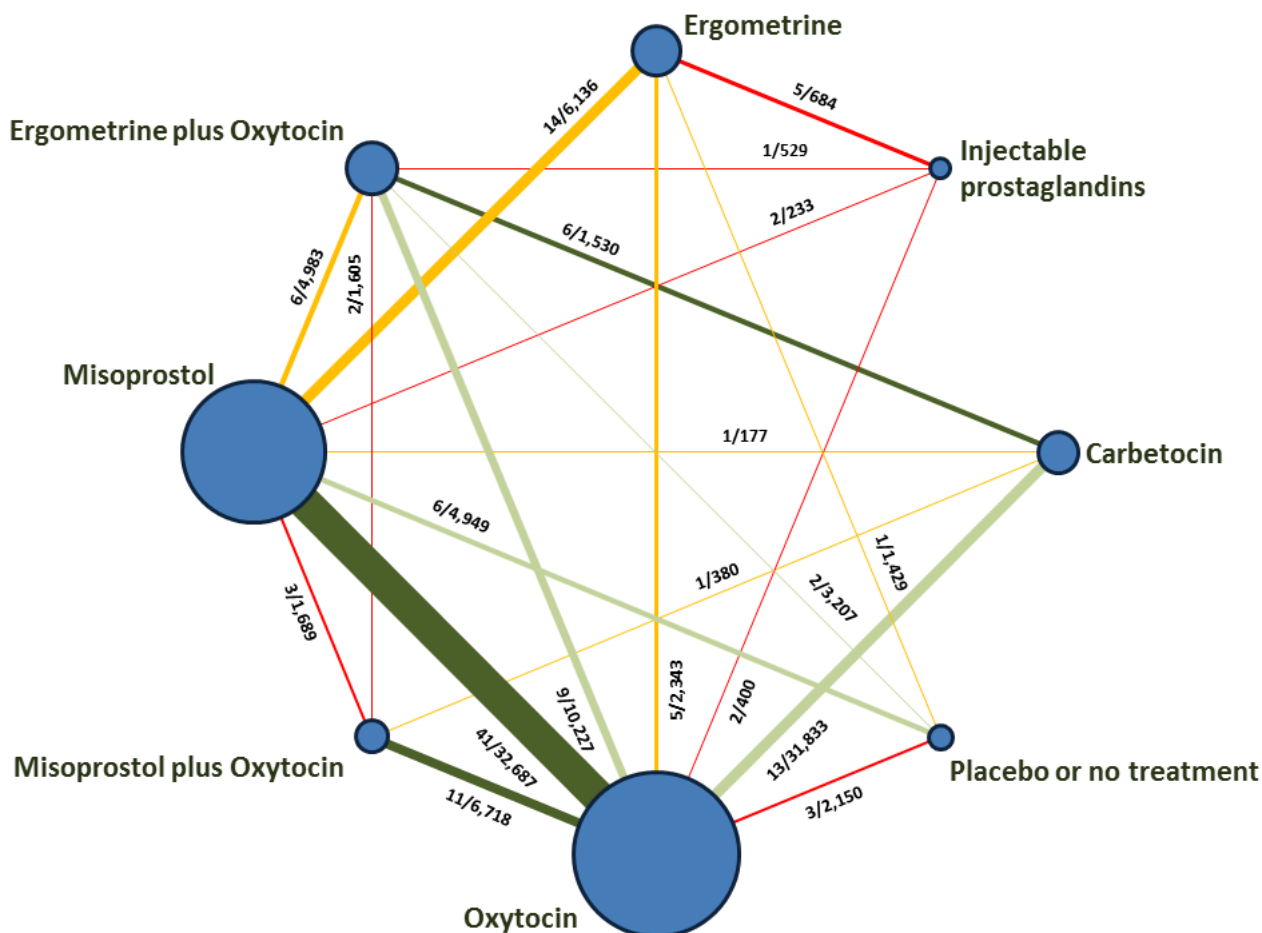 Ergometrine
5/684
14/6,136
Ergometrine plus Oxytocin
1/529
Injectable
prostaglandins
2/233
6/1,530
6/4,983
2/1,605
Misoprostol
1/177
Carbetocin
6/4,949
1/1,429
1/380
2/3,207
3/1,689
5/2,343
2/400
9/10,227
41/32,687
13/31,833
Misoprostol plus Oxytocin
Placebo or no treatment
11/6,718
3/2,150
Oxytocin